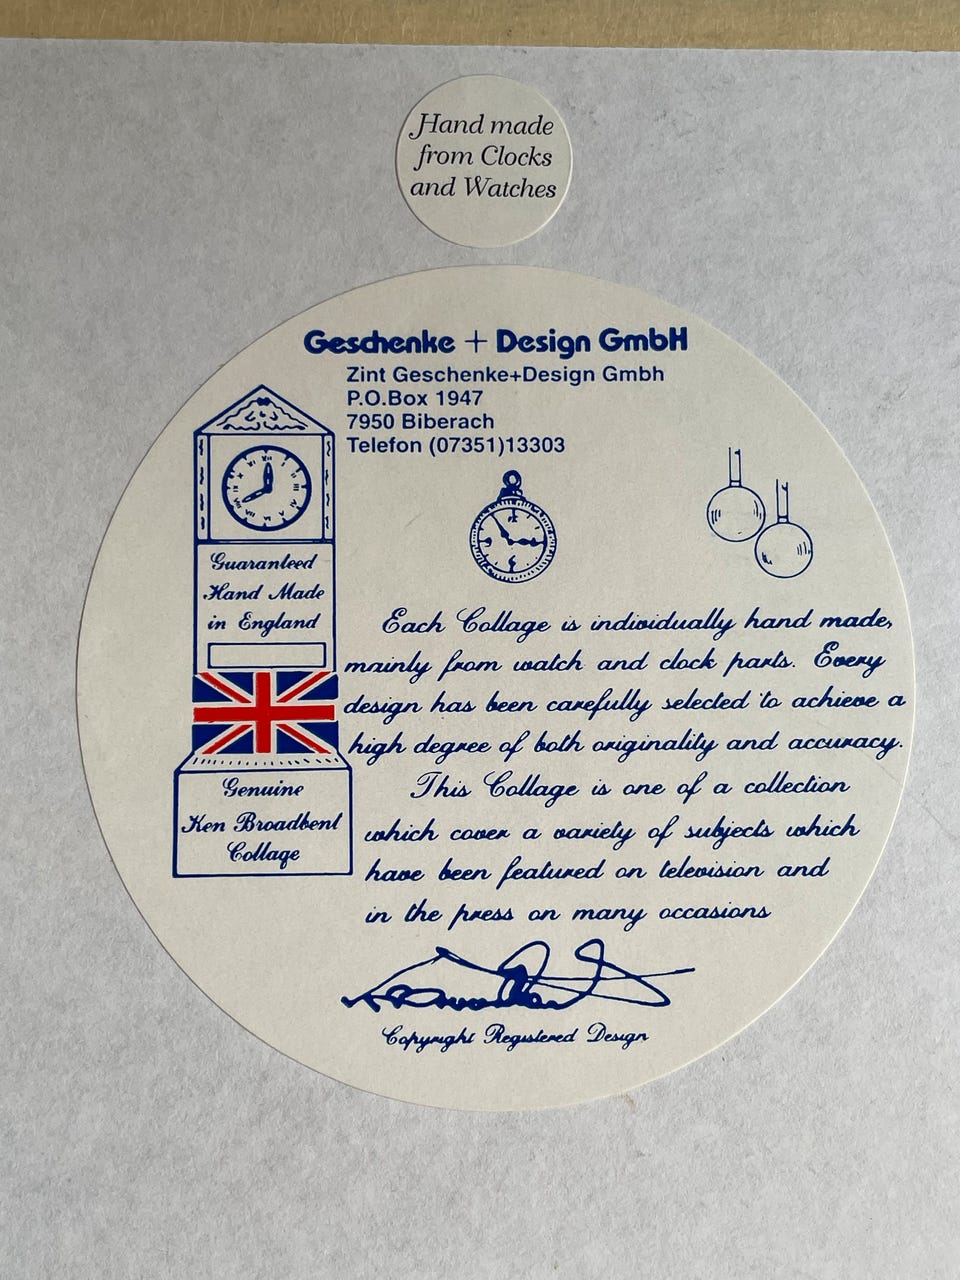 Hand made
from Clocks
and Watches
Geschenke + Design GmbH
Zint Geschenke+Design Gmbh
P.O.Box 1947
7950 Biberach
Telefon (07351)13303
Guaranteed
Hand Made
in England
Genuine
Ken Broadbent
Collage
Each Collage is individually hand made,
mainly from watch and clock parts. Every
design has been carefully selected to achieve a
high degree of both originality and accuracy.
This Collage is one of a collection
which cover a variety of subjects which
have been featured on television and
in the press on many occasions
Copyright Registered Design